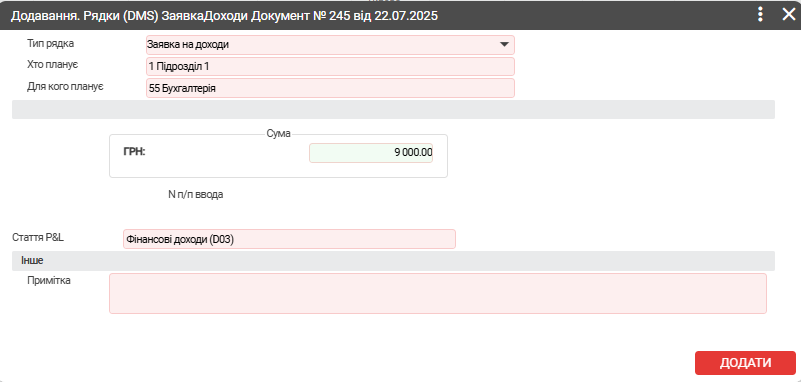 Додавання. Рядки (DMS) ЗаявкаДоходи Документ № 245 від 22.07.2025
Тип рядка Заявка на доходи
Хто планує 1 Підрозділ 1
Для кого планує 55 Бухгалтерія
Сума
ГРН: 9 000.00
N п/п ввода
Стаття P&L Фінансові доходи (D03)
Інше
Примітка
ДОДАТИ